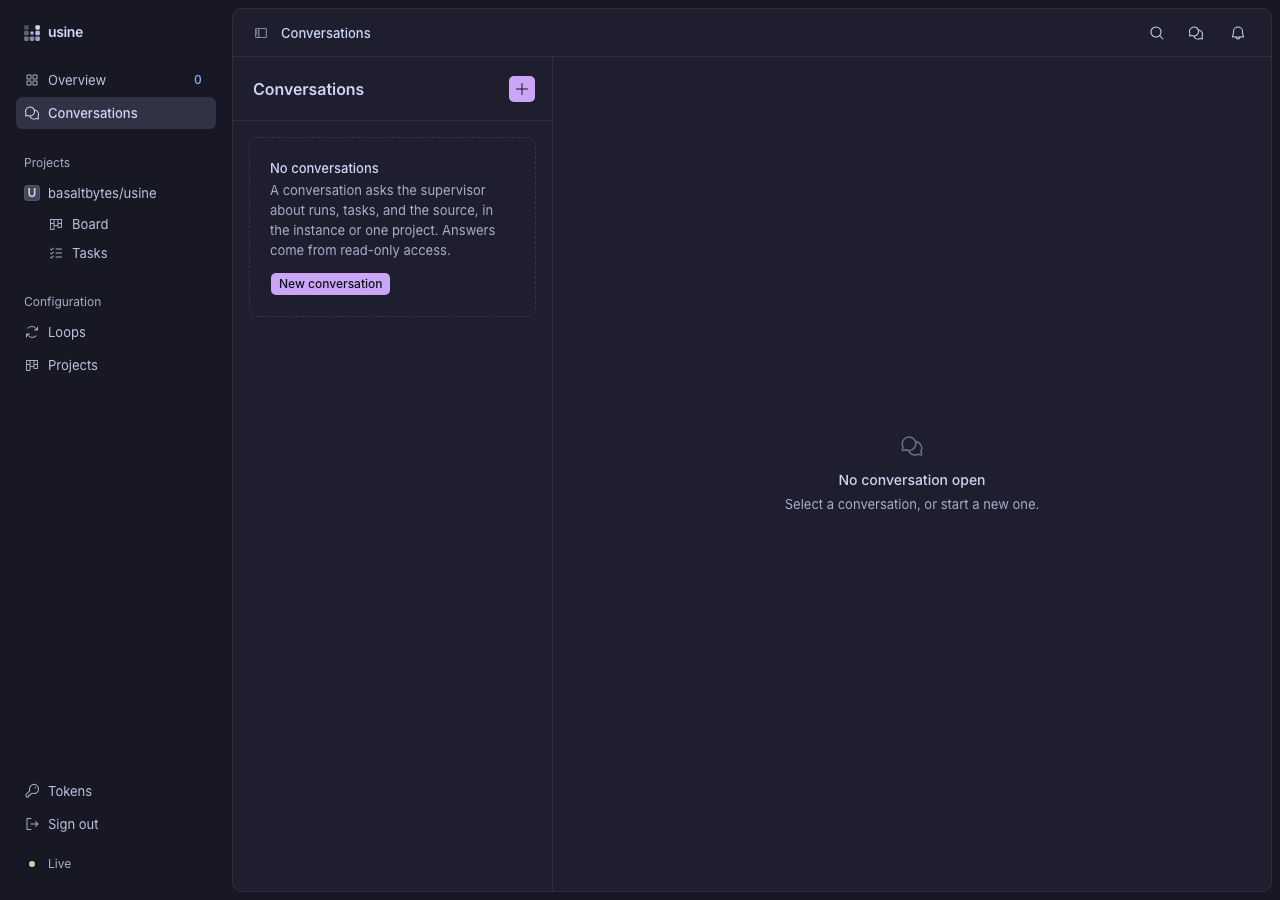 usine
Overview 0
Conversations
Projects
U basaltbytes/usine
Board
Tasks
Configuration
Loops
Projects
Tokens
Sign out
Live
Conversations
Conversations
No conversations
A conversation asks the supervisor
about runs, tasks, and the source, in
the instance or one project. Answers
come from read-only access.
New conversation
No conversation open
Select a conversation, or start a new one.